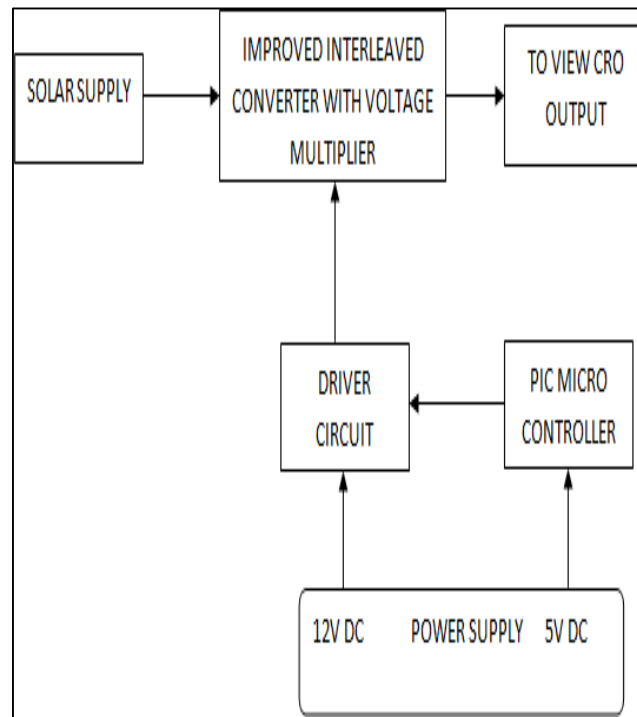 SOLAR SUPPLY
IMPROVED INTERLEAVED
CONVERTER WITH VOLTAGE
MULTIPLIER
TO VIEW CRO
OUTPUT
DRIVER
CIRCUIT
PIC MICRO
CONTROLLER
12V DC POWER SUPPLY 5V DC